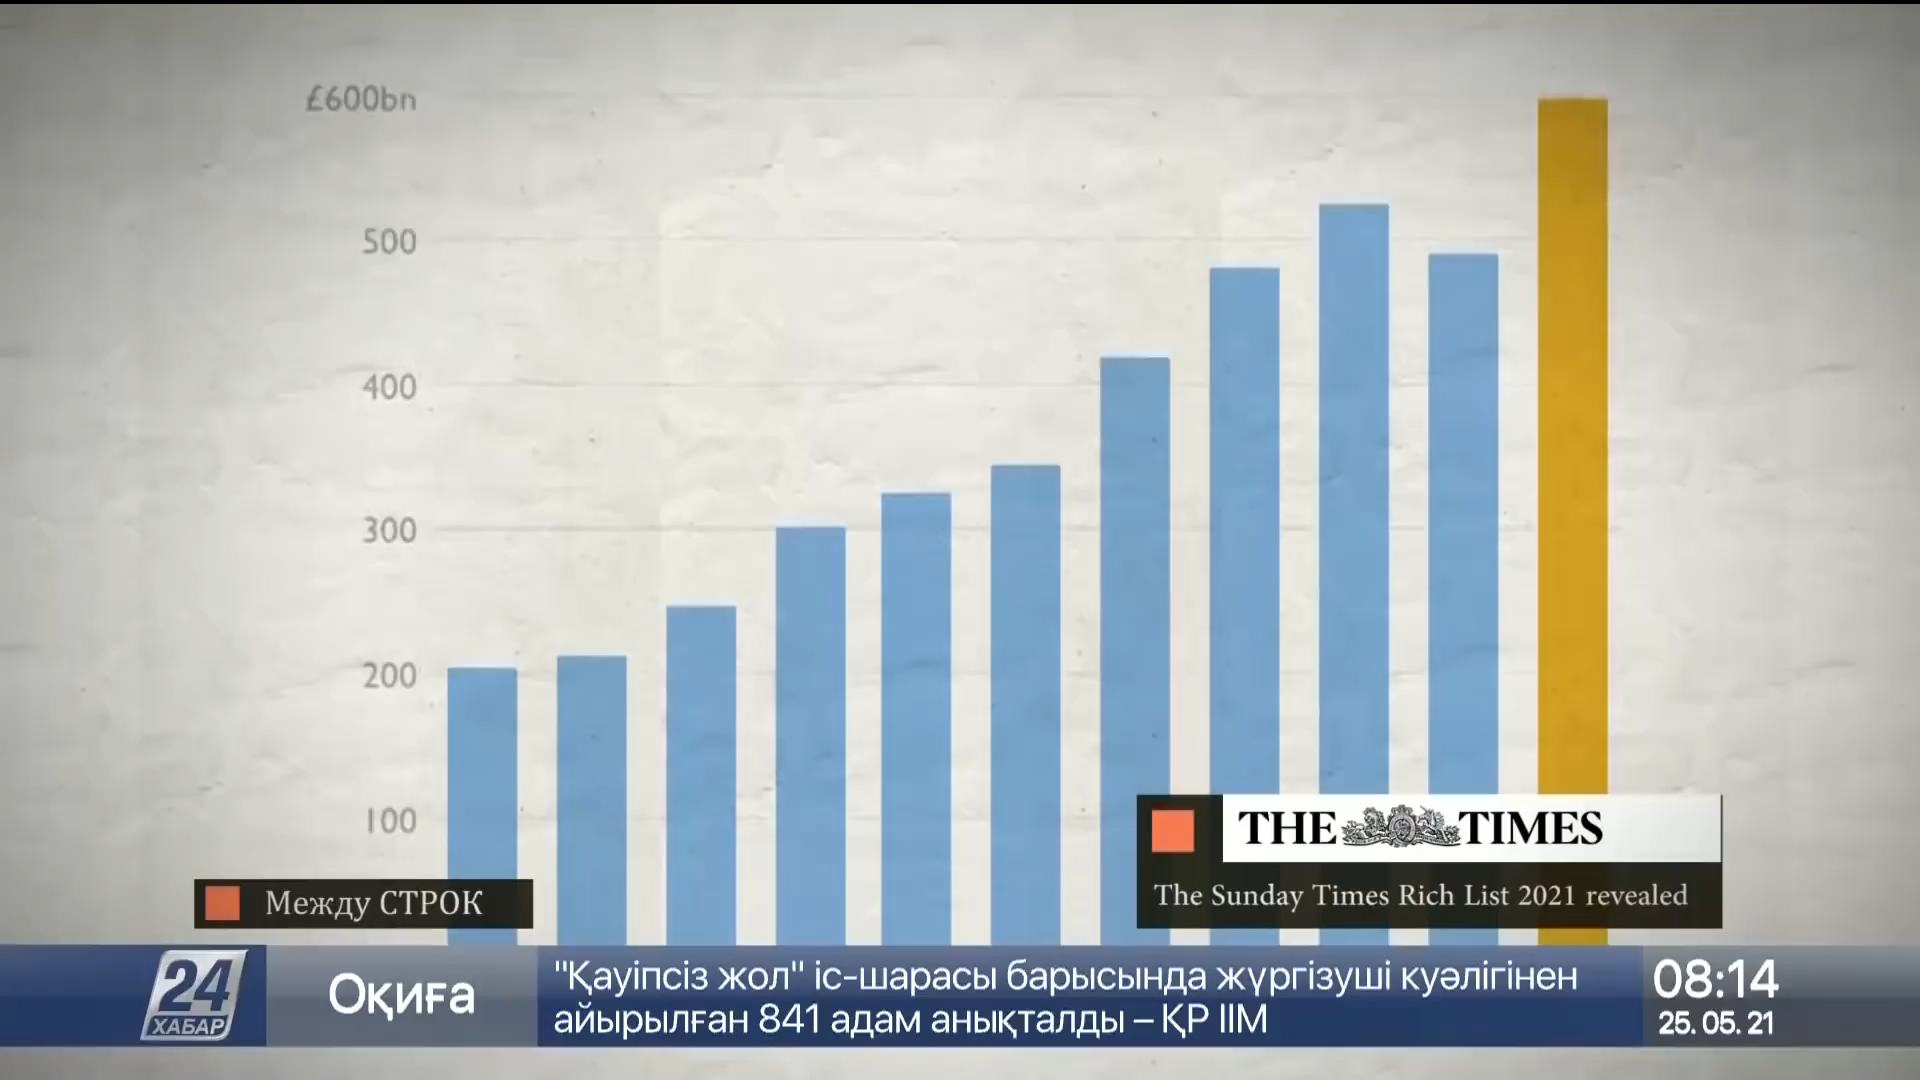 £600bn
500
400
300
200
100
THE TIMES
The Sunday Times Rich List 2021 revealed
Между СТРОК
24
ХАБАР
Оқиға
"Қауіпсіз жол" іс-шарасы барысында жүргізуші куәлігінен
айырылған 841 адам анықталды – ҚР ІІМ
08:14
25. 05. 21